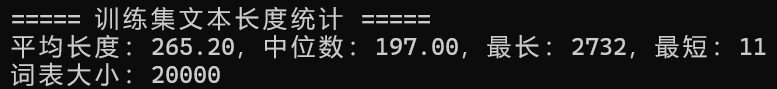 ===== 训练集文本长度统计 =====
平均长度: 265.20, 中位数: 197.00, 最长: 2732, 最短: 11
词表大小: 20000